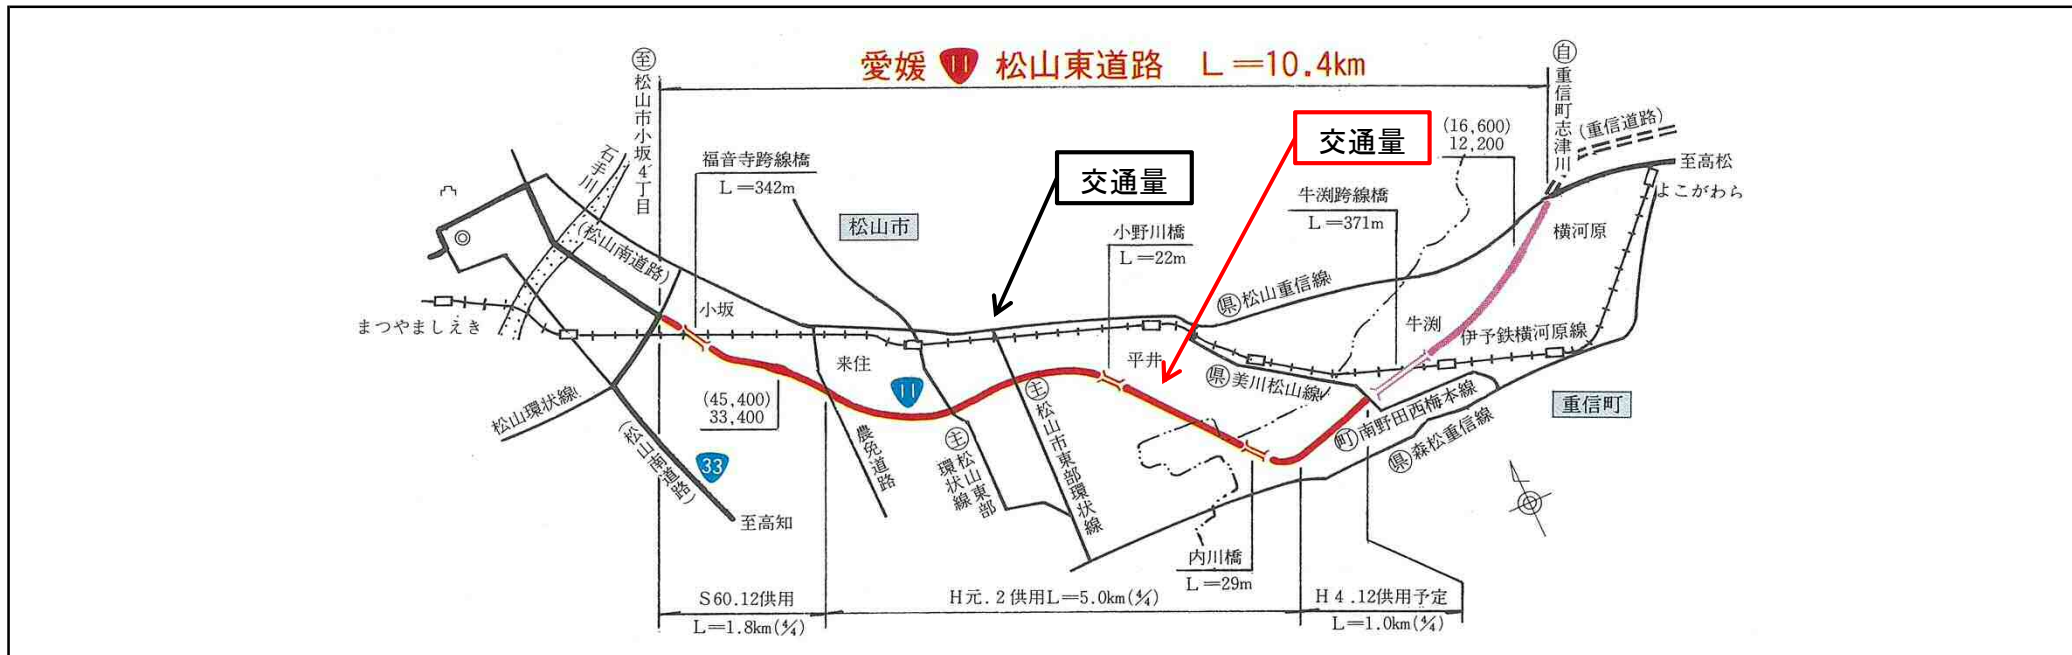 愛媛 11 松山東道路 L=10.4km
至松山市小坂4丁目
自重信町志津川
(重信道路)
至高松
よこがわら
交通量
(16,600)
12,200
交通量
福音寺跨線橋
L=342m
石手川
(松山南道路)
松山市
小野川橋
L=22m
牛渕跨線橋
L=371m
横河原
県松山重信線
小坂
まつやましえき
牛渕
伊予鉄横河原線
来住
平井
11
県美川松山線
(45,400)
33,400
松山環状線
(松山南道路)
33
至高知
農免道路
主松山東部環状線
主松山市東部環状線
町南野田西梅本線
県森松重信線
重信町
内川橋
L=29m
S60.12供用
L=1.8km(4/4)
H元.2供用L=5.0km(4/4)
H4.12供用予定
L=1.0km(4/4)